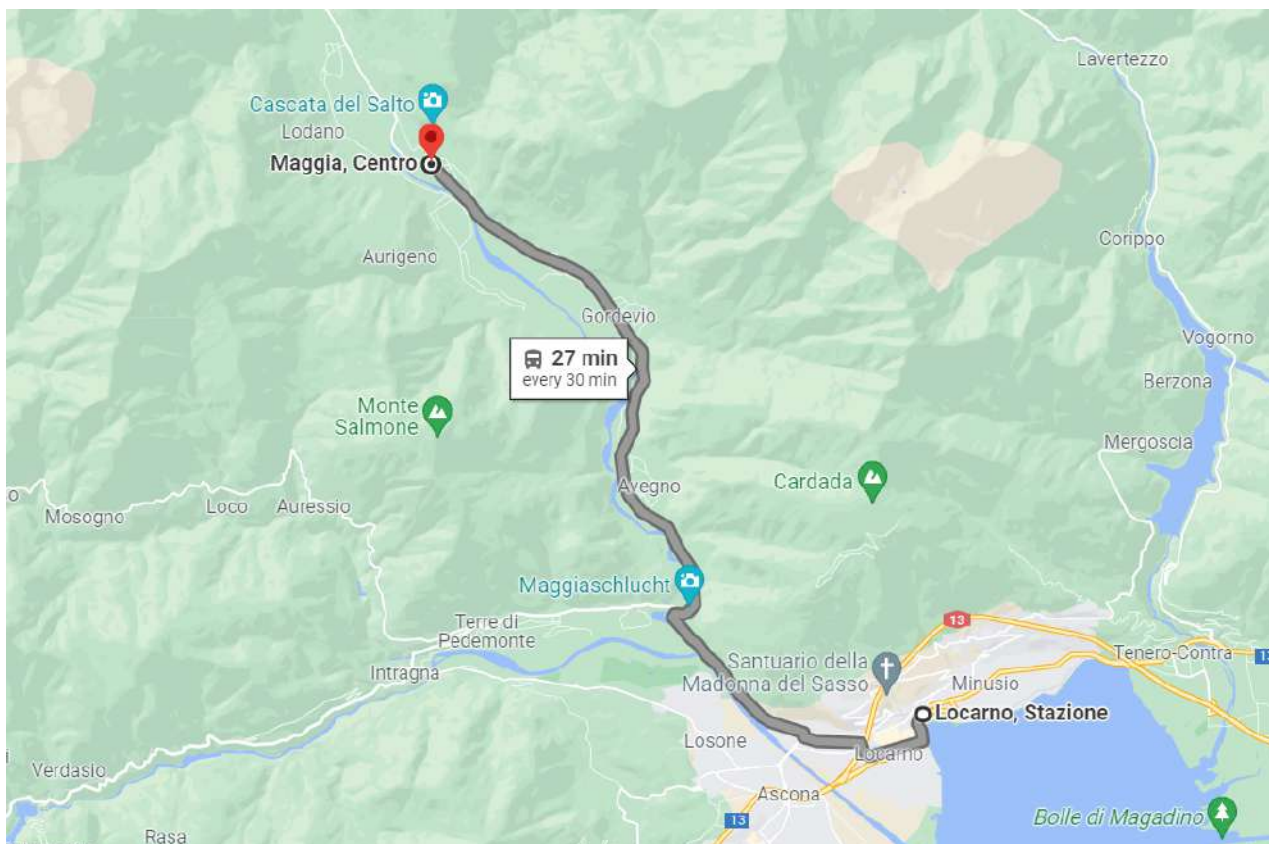 Lavertezzo
Cascata del Salto
Lodano
Maggia, Centro
Corippo
Aurigeno
Gordevio
Vogorno
27 min
every 30 min
Berzona
Monte
Salmone
Mergoscia
Cardada
Avegno
o
Mosogno
Loco
Auressio
Maggiaschlucht
13
Terre di
Pedemonte
Tenero-Contra
13
Santuario della
Madonna del Sasso
Intragna
Minusio
Locarno, Stazione
Losone
Locarno
i
Verdasio
Ascona
13
Bolle di Magadino
Rasa